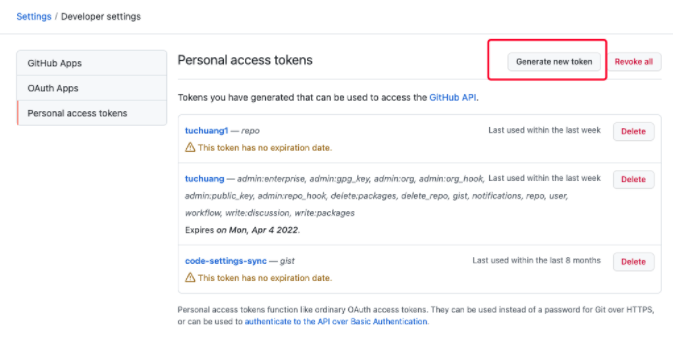 Settings / Developer settings
GitHub Apps
OAuth Apps
Personal access tokens
Personal access tokens
Generate new token
Revoke all
Tokens you have generated that can be used to access the GitHub API.
tuchuang1 — repo
Last used within the last week
Delete
This token has no expiration date.
tuchuang — admin:enterprise, admin:gpg_key, admin:org, admin:org_hook,
Last used within the last week
Delete
admin:public_key, admin:repo_hook, delete:packages, delete_repo, gist, notifications, repo, user,
workflow, write:discussion, write:packages
Expires on Mon, Apr 4 2022.
code-settings-sync — gist
Last used within the last 8 months
Delete
This token has no expiration date.
Personal access tokens function like ordinary OAuth access tokens. They can be used instead of a password for Git over HTTPS,
or can be used to authenticate to the API over Basic Authentication.